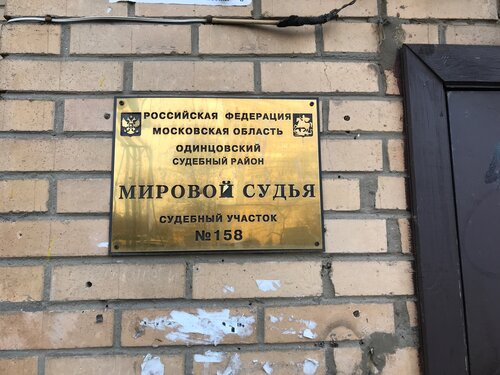 РОССИЙСКАЯ ФЕДЕРАЦИЯ
МОСКОВСКАЯ ОБЛАСТЬ
ОДИНЦОВСКИЙ
СУДЕБНЫЙ РАЙОН
МИРОВОЙ СУДЬЯ
СУДЕБНЫЙ УЧАСТОК
№158